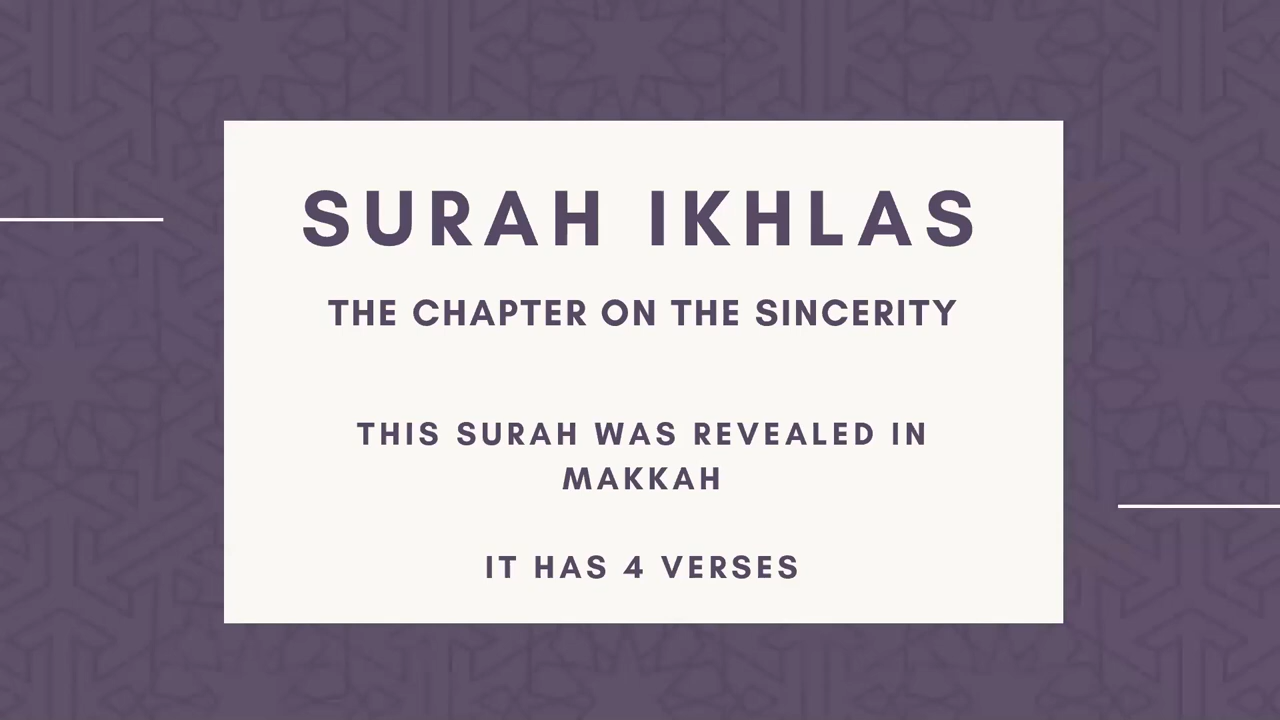 SURAH IKHLAS
THE CHAPTER ON THE SINCERITY
THIS SURAH WAS REVEALED IN
MAKKAH
IT HAS 4 VERSES